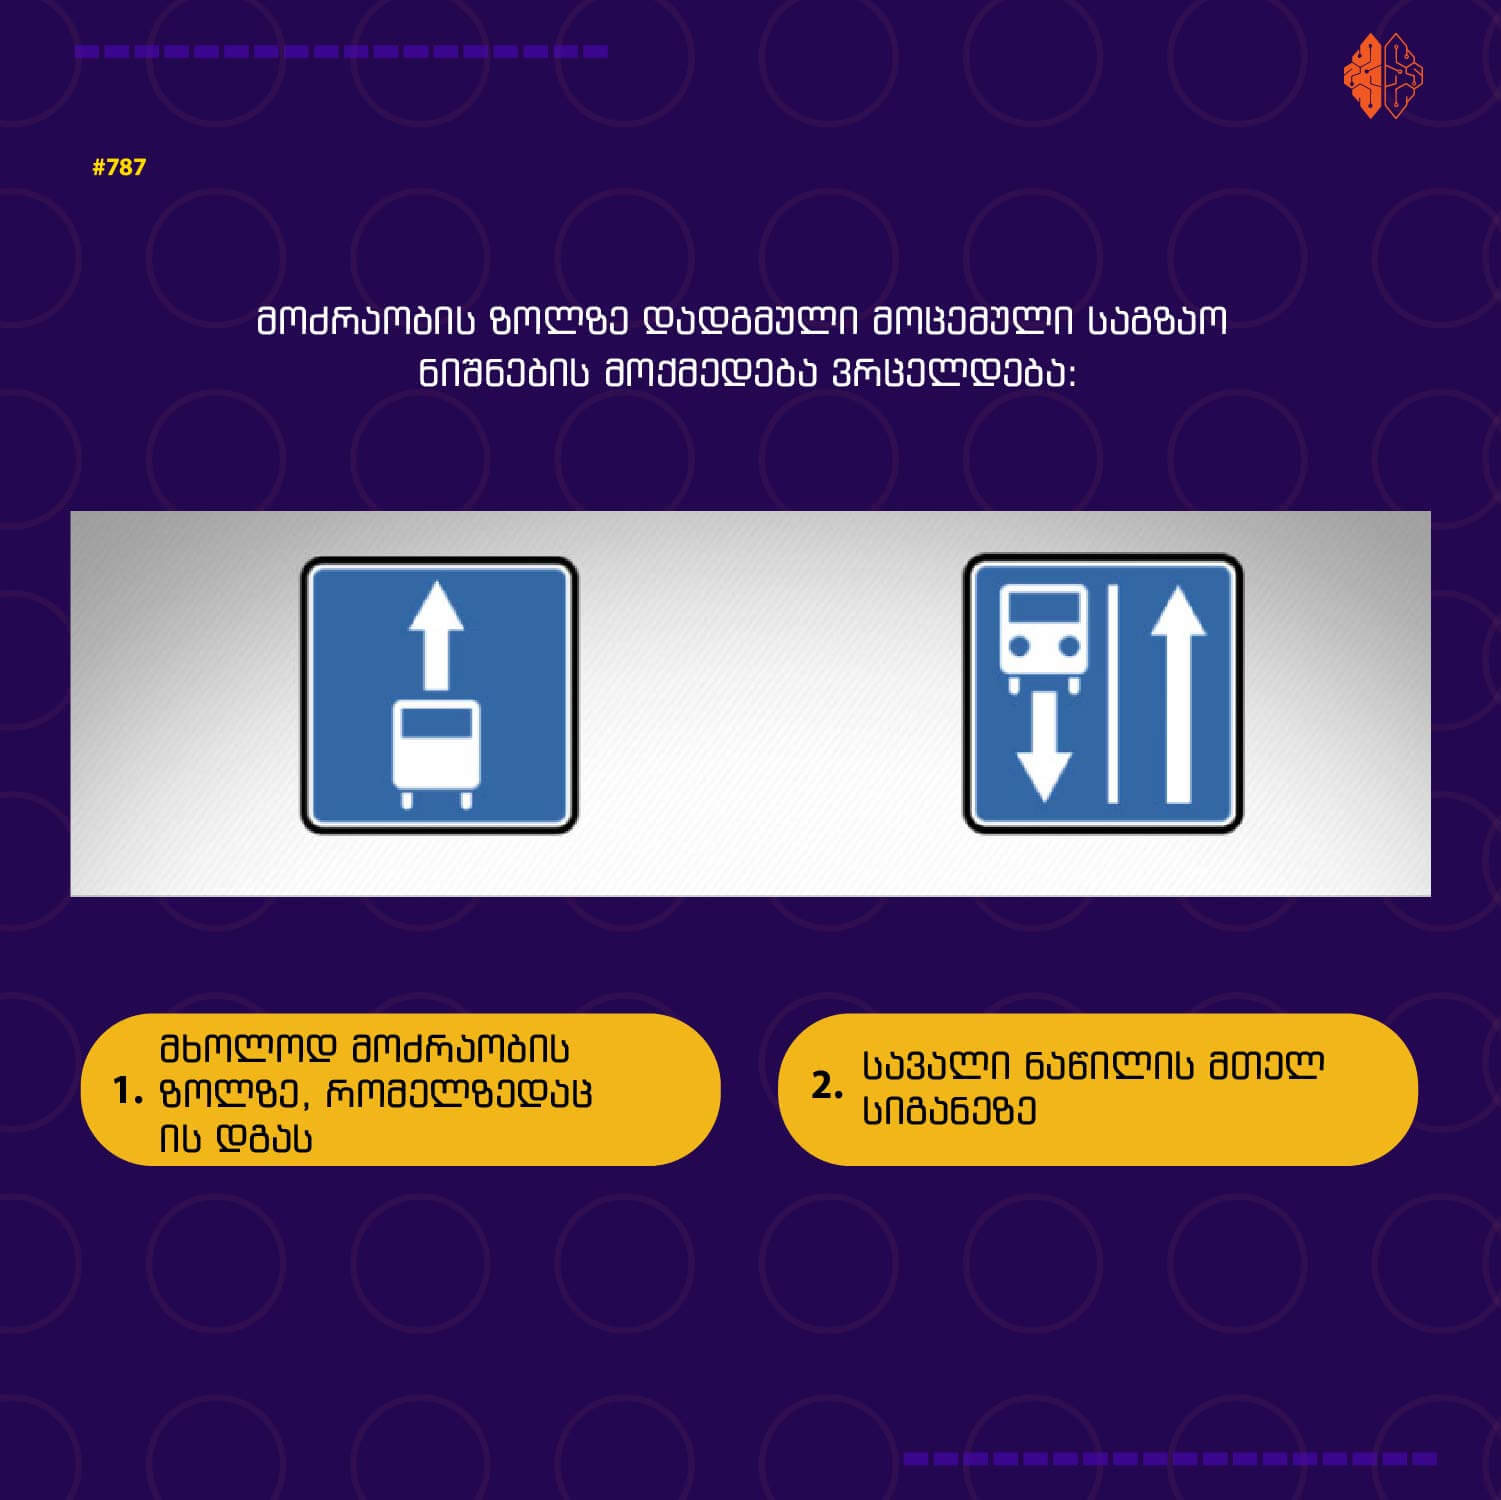 #787
მოძრაობის ზოლზე დადგმული მოცემული საგზაო
ნიშნების მოქმედება ვრცელდება:
1. მხოლოდ მოძრაობის
ზოლზე, რომელზედაც
ის დგას
2. სავალი ნაწილის მთელ
სიგანეზე